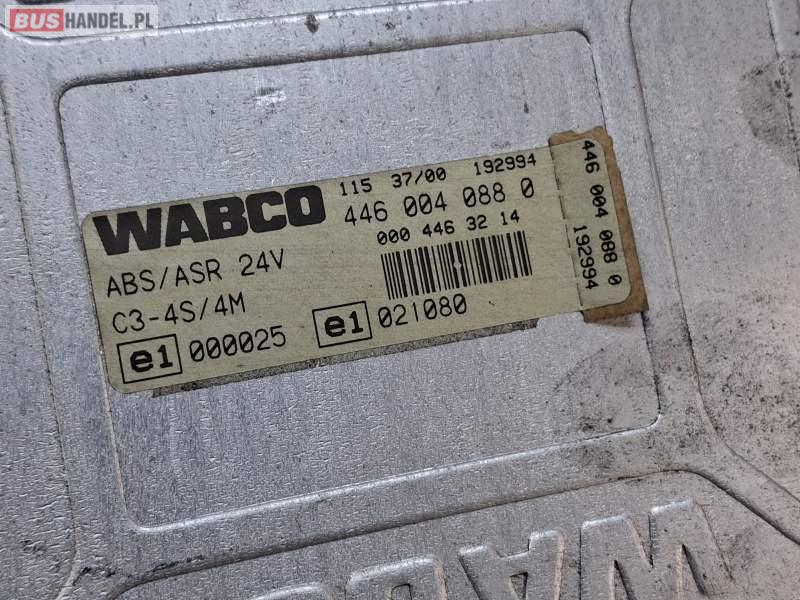 BUSHANDEL.PL
WABCO
115 37/00 192994
446 004 088 0
000 446 32 14
ABS/ASR 24V
C3-4S/4M
e1 000025
e1 021080
446 004 088 0
192994
WABCO